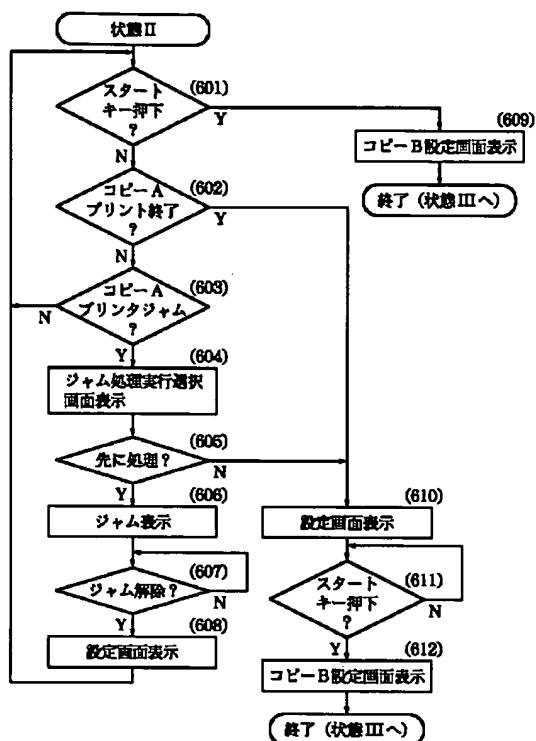 状態II
(601)
スタート
キー押下
?
Y
N
(609)
コピーB設定画面表示
終了(状態IIIへ)
(602)
コピーA
プリント終了
?
Y
N
(603)
コピーA
プリンタジャム
?
N
Y
(604)
ジャム処理実行選択
画面表示
(605)
先に処理?
N
Y
(606)
ジャム表示
(607)
ジャム解除?
N
Y
(608)
設定画面表示
(610)
設定画面表示
(611)
スタート
キー押下
?
N
Y
(612)
コピーB設定画面表示
終了(状態IIIへ)